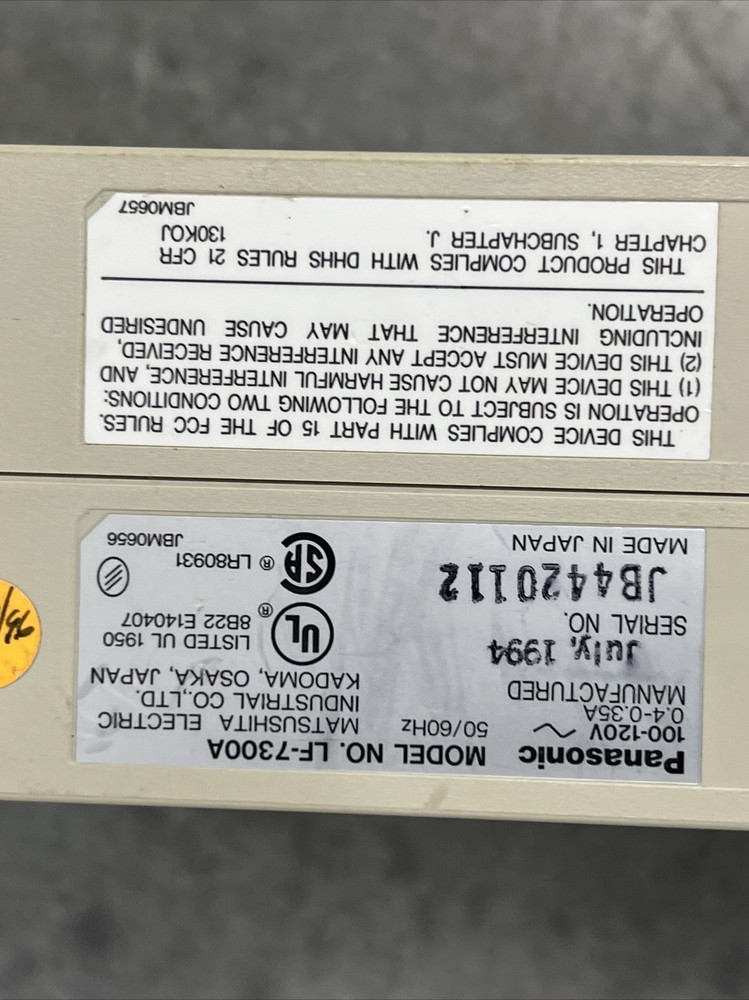 Panasonic MODEL NO. LF-7300A
100-120V ～ 50/60Hz
0.4-0.35A
MANUFACTURED
July, 1994
SERIAL NO.
JB4420112
MADE IN JAPAN
MATSUSHITA ELECTRIC
INDUSTRIAL CO.,LTD.
KADOMA, OSAKA, JAPAN
UL ® LISTED UL 1950
8B22 E140407
SA ® LR80931
JBM0656
THIS DEVICE COMPLIES WITH PART 15 OF THE FCC RULES.
OPERATION IS SUBJECT TO THE FOLLOWING TWO CONDITIONS:
(1) THIS DEVICE MAY NOT CAUSE HARMFUL INTERFERENCE, AND
(2) THIS DEVICE MUST ACCEPT ANY INTERFERENCE RECEIVED,
INCLUDING INTERFERENCE THAT MAY CAUSE UNDESIRED
OPERATION.
THIS PRODUCT COMPLIES WITH DHHS RULES 21 CFR
CHAPTER 1, SUBCHAPTER J. 130KOJ
JBM0657